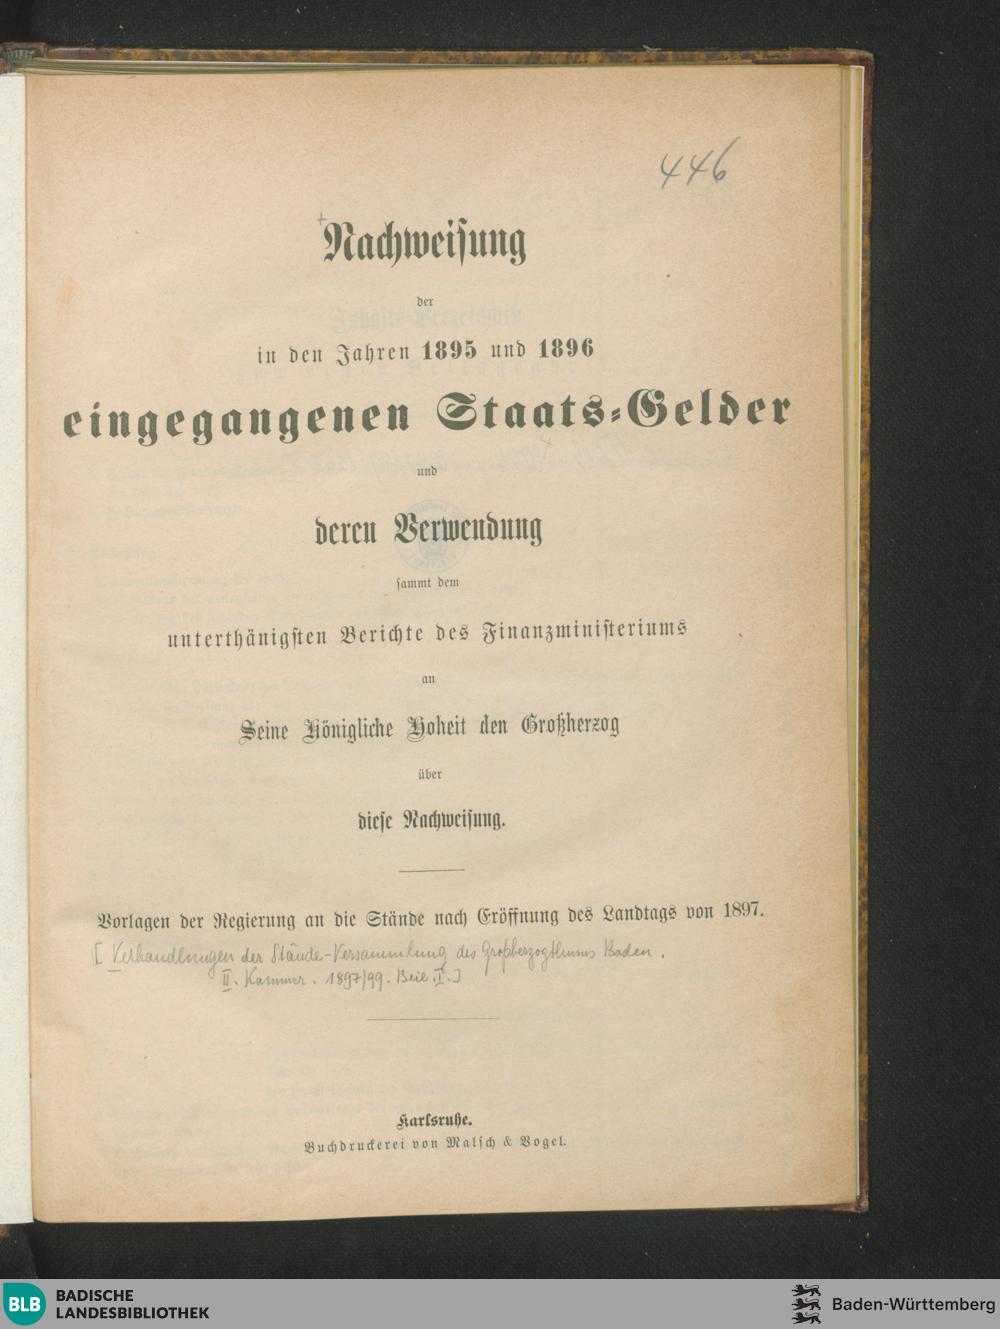 446
Nachweisung
der
in den Jahren 1895 und 1896
eingegangenen Staats-Gelder
und
deren Verwendung
sammt dem
unterthänigsten Berichte des Finanzministeriums
an
Seine Königliche Hoheit den Großherzog
über
diese Nachweisung.
Vorlagen der Regierung an die Stände nach Eröffnung des Landtags von 1897.
[Verhandlungen der Stände-Versammlung des Großherzogthums Baden.
II. Kammer. 1897/99. Beil. I.]
Karlsruhe.
Buchdruckerei von Malsch & Vogel.
BLB BADISCHE
LANDESBIBLIOTHEK
Baden-Württemberg